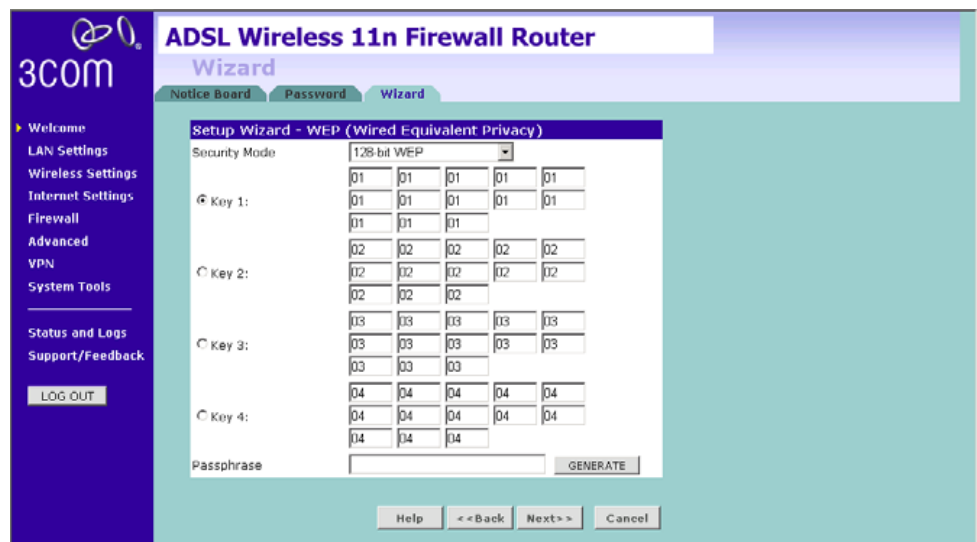 3COM
ADSL Wireless 11n Firewall Router
Wizard
Notice Board Password Wizard
Welcome
LAN Settings
Wireless Settings
Internet Settings
Firewall
Advanced
VPN
System Tools
Status and Logs
Support/Feedback
LOG OUT
Setup Wizard - WEP (Wired Equivalent Privacy)
Security Mode 128-bit WEP
01 01 01 01 01
Key 1: 01 01 01 01 01
01 01 01
02 02 02 02 02
Key 2: 02 02 02 02 02
02 02 02
03 03 03 03 03
Key 3: 03 03 03 03 03
03 03 03
04 04 04 04 04
Key 4: 04 04 04 04 04
04 04 04
Passphrase GENERATE
Help <<Back Next>> Cancel